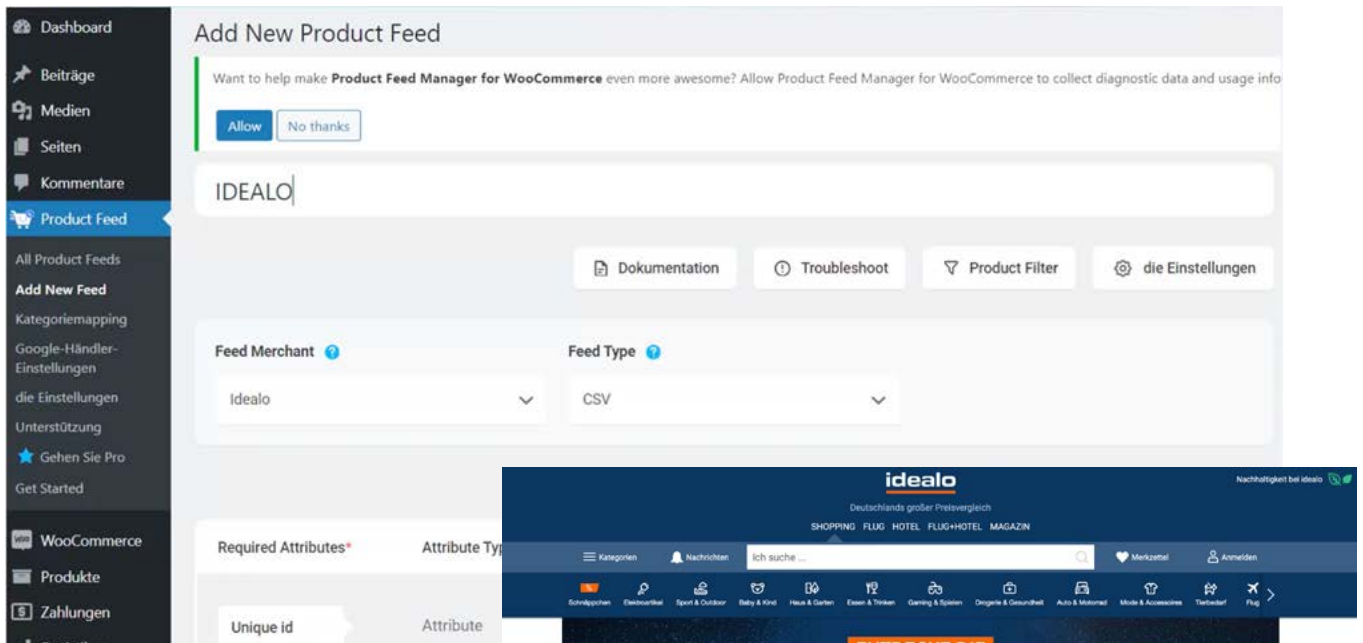 Dashboard
Beiträge
Medien
Seiten
Kommentare
Product Feed
All Product Feeds
Add New Feed
Kategoriemapping
Google-Händler-
Einstellungen
die Einstellungen
Unterstützung
Gehen Sie Pro
Get Started
WooCommerce
Produkte
Zahlungen
Add New Product Feed
Want to help make Product Feed Manager for WooCommerce even more awesome? Allow Product Feed Manager for WooCommerce to collect diagnostic data and usage info
Allow No thanks
IDEALO
Dokumentation Troubleshoot Product Filter die Einstellungen
Feed Merchant Feed Type
Idealo CSV
Required Attributes* Attribute Typ
Unique id Attribute
idealo
Nachhaltigkeit bei idealo
Deutschlands großer Preisvergleich
SHOPPING FLUG HOTEL FLUG+HOTEL MAGAZIN
Kategorien Nachrichten Ich suche ... Merkzettel Anmelden
Schnäppchen Elektroartikel Sport & Outdoor Baby & Kind Haus & Garten Essen & Trinken Gaming & Spielen Drogerie & Gesundheit Auto & Motorrad Mode & Accessoires Tierbedarf Flug